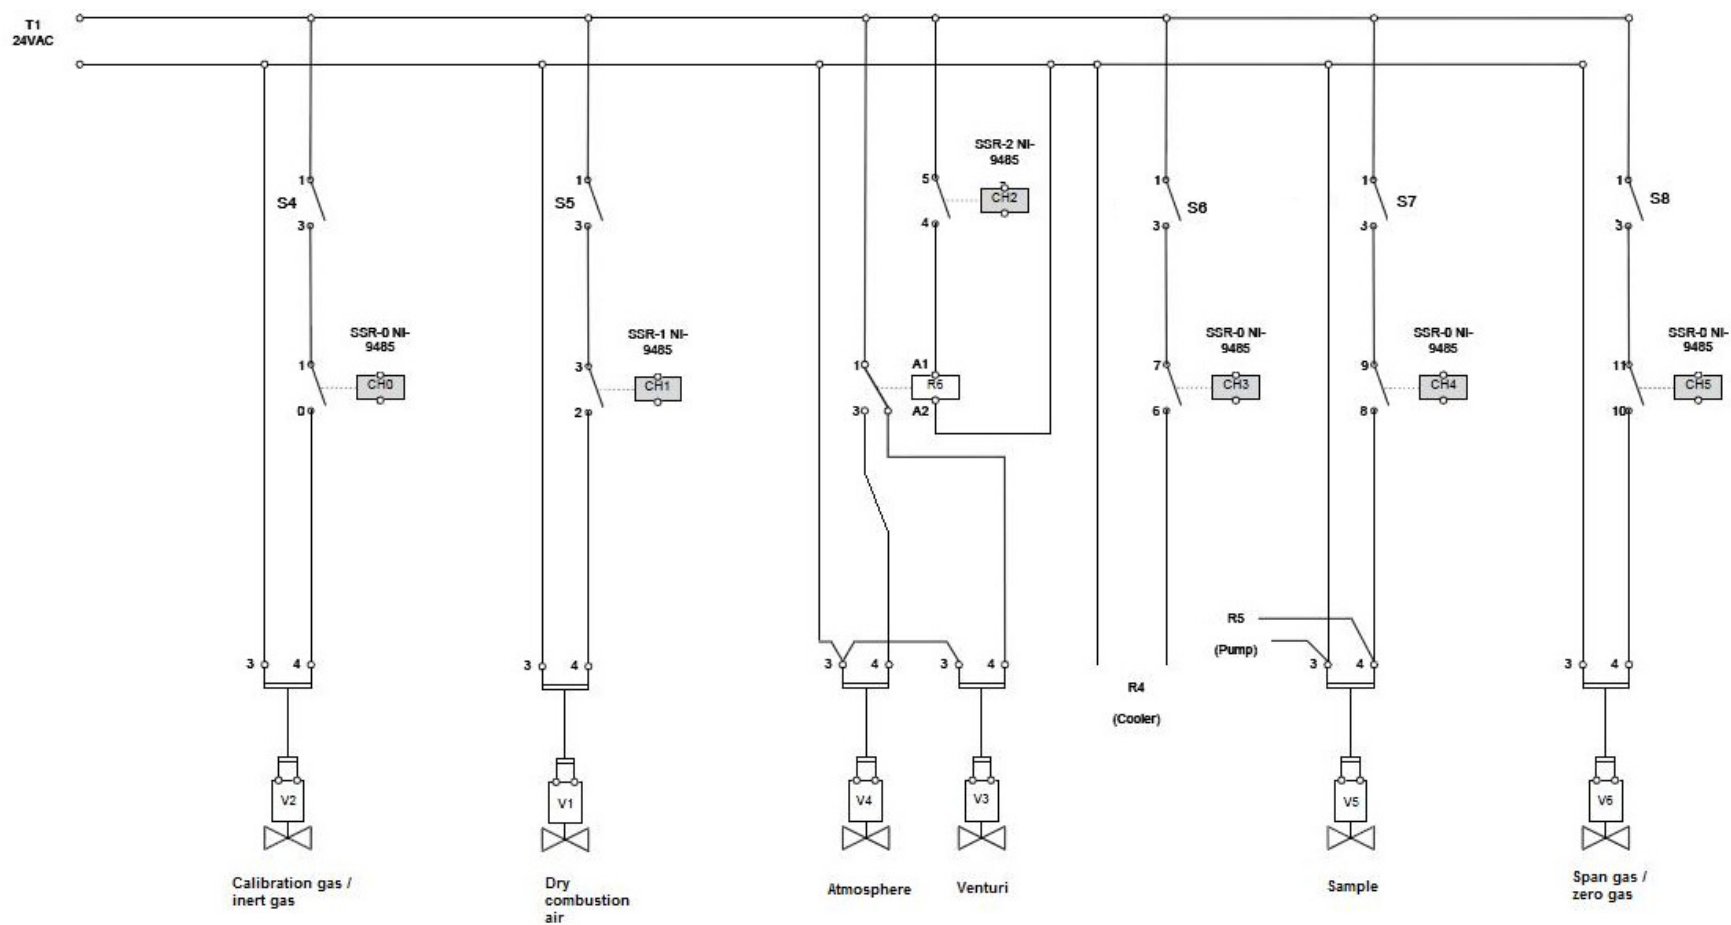 T1
24VAC
SSR-2 NI-
9485
5
CH2
4
1
S4
3
1
S5
3
1
S6
3
1
S7
3
1
S8
3
SSR-0 NI-
9485
1
CH0
0
SSR-1 NI-
9485
3
CH1
2
1
A1
R6
3
A2
SSR-0 NI-
9485
7
CH3
6
SSR-0 NI-
9485
9
CH4
8
SSR-0 NI-
9485
11
CH5
10
R5
(Pump)
3 4
3 4
3 4
3 4
3 4
3 4
R4
(Cooler)
V2
V1
V4
V3
V5
V6
Calibration gas /
inert gas
Dry
combustion
air
Atmosphere
Venturi
Sample
Span gas /
zero gas